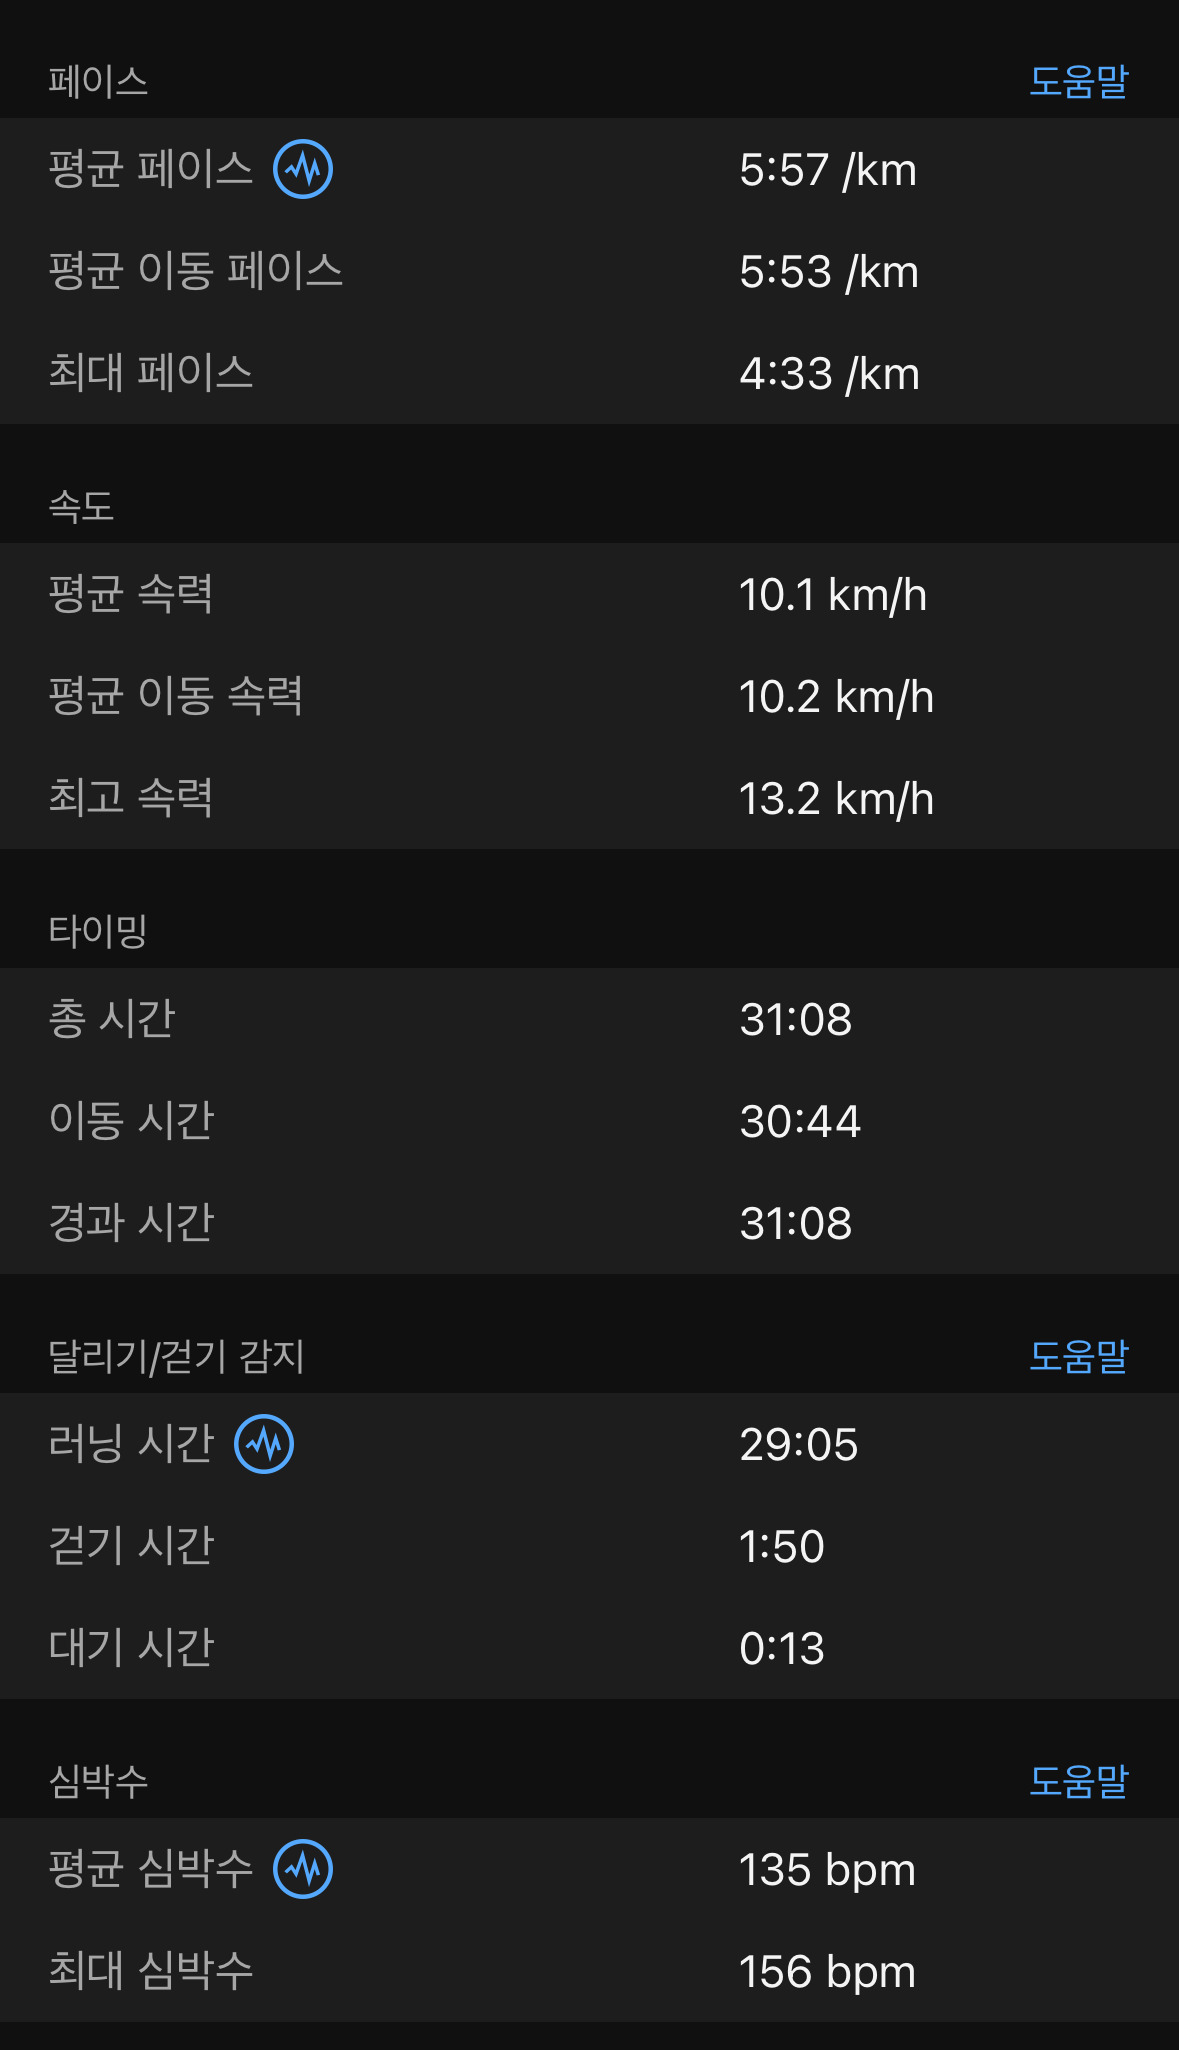 페이스 도움말
평균 페이스 5:57 /km
평균 이동 페이스 5:53 /km
최대 페이스 4:33 /km
속도
평균 속력 10.1 km/h
평균 이동 속력 10.2 km/h
최고 속력 13.2 km/h
타이밍
총 시간 31:08
이동 시간 30:44
경과 시간 31:08
달리기/걷기 감지 도움말
러닝 시간 29:05
걷기 시간 1:50
대기 시간 0:13
심박수 도움말
평균 심박수 135 bpm
최대 심박수 156 bpm